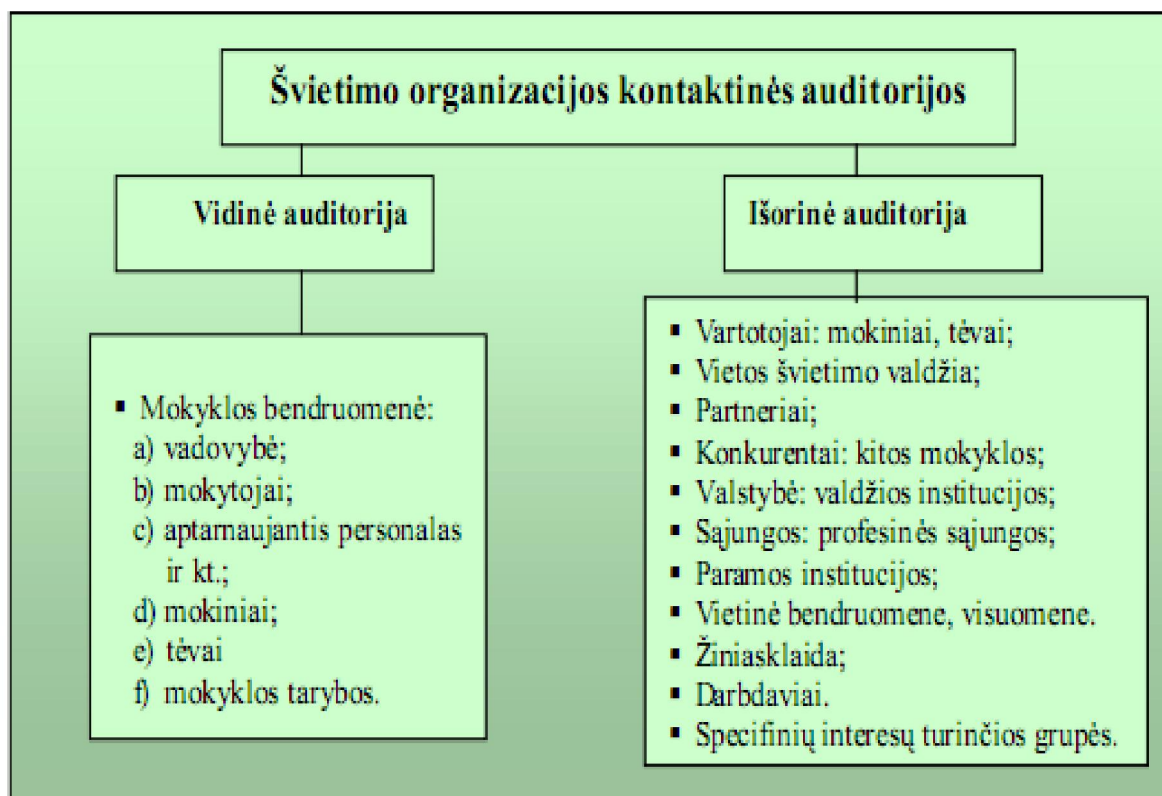 Švietimo organizacijos kontaktinės auditorijos
Vidinė auditorija
▪ Mokyklos bendruomenė:
a) vadovybė;
b) mokytojai;
c) aptarnaujantis personalas
ir kt.;
d) mokiniai;
e) tėvai
f) mokyklos tarybos.
Išorinė auditorija
▪ Vartotojai: mokiniai, tėvai;
▪ Vietos švietimo valdžia;
▪ Partneriai;
▪ Konkurentai: kitos mokyklos;
▪ Valstybė: valdžios institucijos;
▪ Sąjungos: profesinės sąjungos;
▪ Paramos institucijos;
▪ Vietinė bendruomene, visuomene.
▪ Žiniasklaida;
▪ Darbdaviai.
▪ Specifinių interesų turinčios grupės.